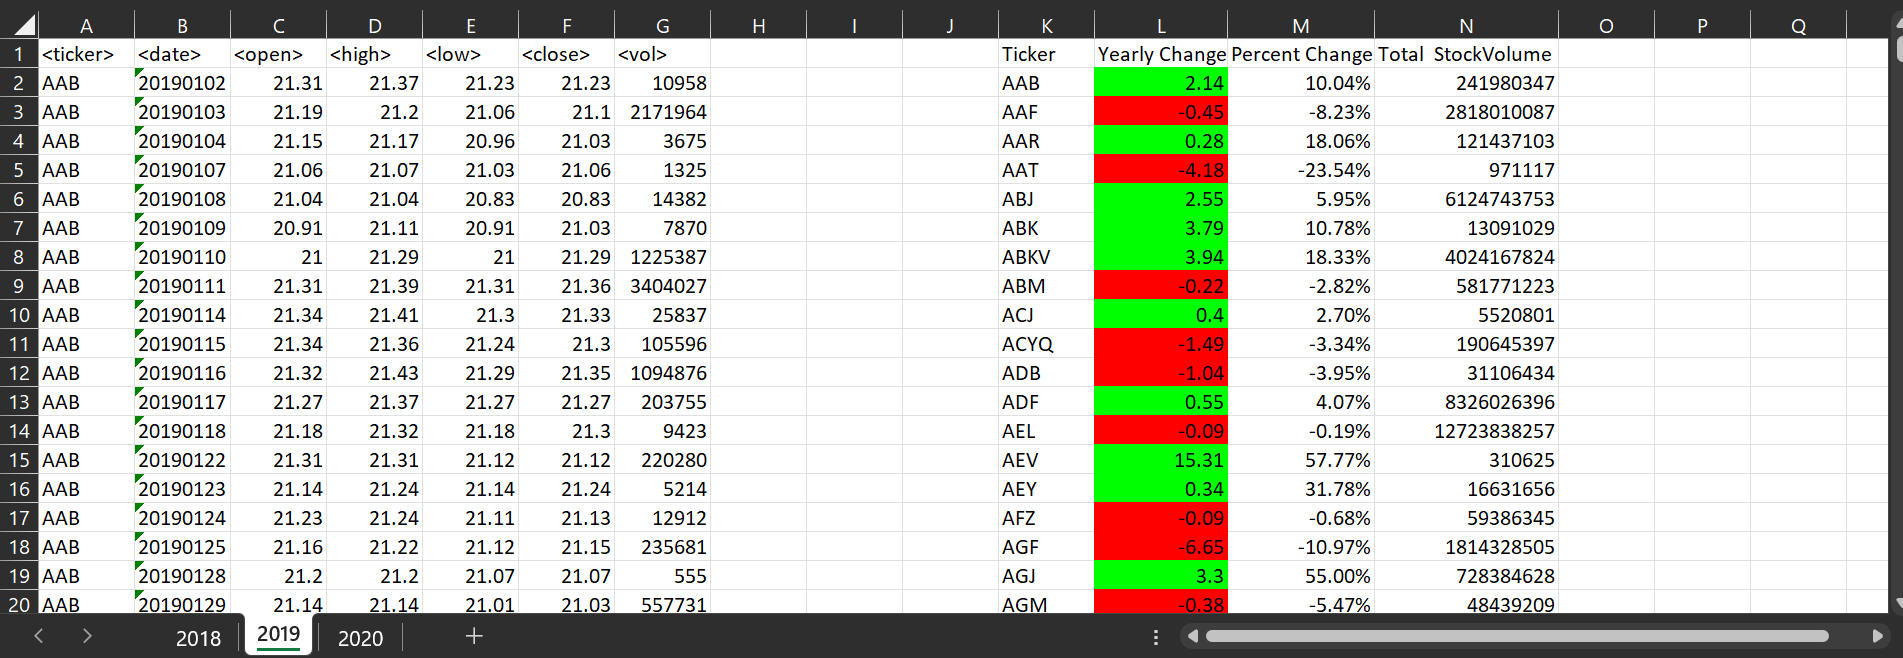 A B C D E F G H I J K L M N O P Q
1 <ticker> <date> <open> <high> <low> <close> <vol> Ticker Yearly Change Percent Change Total StockVolume
2 AAB 20190102 21.31 21.37 21.23 21.23 10958 AAB 2.14 10.04% 241980347
3 AAB 20190103 21.19 21.2 21.06 21.1 2171964 AAF -0.45 -8.23% 2818010087
4 AAB 20190104 21.15 21.17 20.96 21.03 3675 AAR 0.28 18.06% 121437103
5 AAB 20190107 21.06 21.07 21.03 21.06 1325 AAT -4.18 -23.54% 971117
6 AAB 20190108 21.04 21.04 20.83 20.83 14382 ABJ 2.55 5.95% 6124743753
7 AAB 20190109 20.91 21.11 20.91 21.03 7870 ABK 3.79 10.78% 13091029
8 AAB 20190110 21 21.29 21 21.29 1225387 ABKV 3.94 18.33% 4024167824
9 AAB 20190111 21.31 21.39 21.31 21.36 3404027 ABM -0.22 -2.82% 581771223
10 AAB 20190114 21.34 21.41 21.3 21.33 25837 ACJ 0.4 2.70% 5520801
11 AAB 20190115 21.34 21.36 21.24 21.3 105596 ACYQ -1.49 -3.34% 190645397
12 AAB 20190116 21.32 21.43 21.29 21.35 1094876 ADB -1.04 -3.95% 31106434
13 AAB 20190117 21.27 21.37 21.27 21.27 203755 ADF 0.55 4.07% 8326026396
14 AAB 20190118 21.18 21.32 21.18 21.3 9423 AEL -0.09 -0.19% 12723838257
15 AAB 20190122 21.31 21.31 21.12 21.12 220280 AEV 15.31 57.77% 310625
16 AAB 20190123 21.14 21.24 21.14 21.24 5214 AEY 0.34 31.78% 16631656
17 AAB 20190124 21.23 21.24 21.11 21.13 12912 AFZ -0.09 -0.68% 59386345
18 AAB 20190125 21.16 21.22 21.12 21.15 235681 AGF -6.65 -10.97% 1814328505
19 AAB 20190128 21.2 21.2 21.07 21.07 555 AGJ 3.3 55.00% 728384628
20 AAB 20190129 21.14 21.14 21.01 21.03 557731 AGM -0.38 -5.47% 48439209
2018 2019 2020